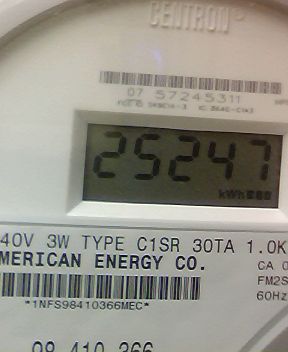 CENTRON®
07 57245311
25247
kWh
40V 3W TYPE C1SR 30TA 1.0K
MERICAN ENERGY CO.
CA 0
FM2S
60Hz
*1NFS98410366MEC*
98 410 366